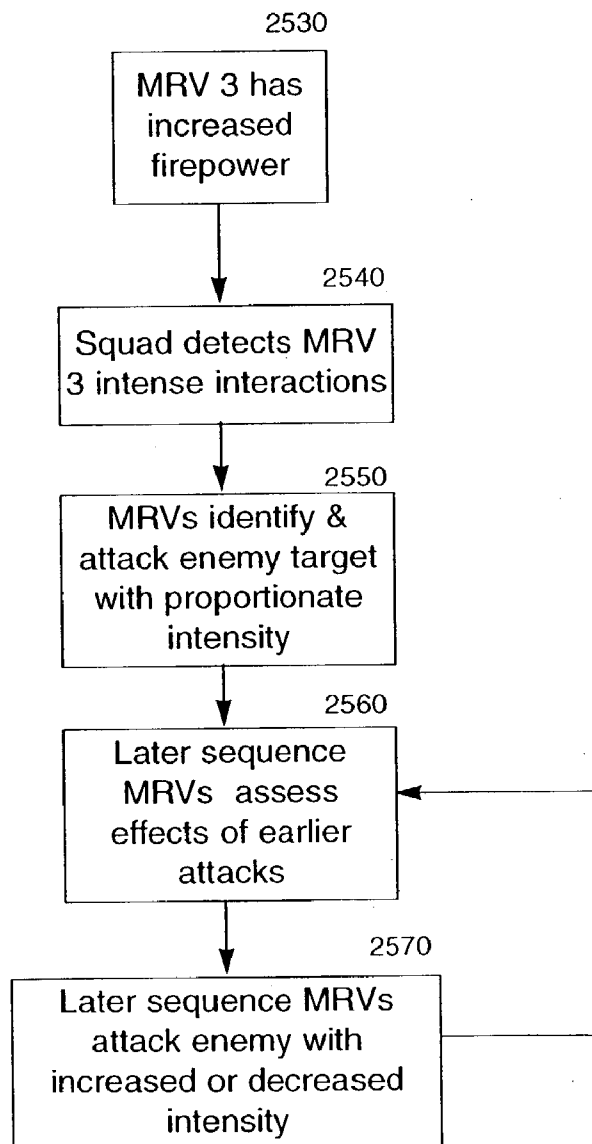 2530
MRV 3 has
increased
firepower
2540
Squad detects MRV
3 intense interactions
2550
MRVs identify &
attack enemy target
with proportionate
intensity
2560
Later sequence
MRVs assess
effects of earlier
attacks
2570
Later sequence MRVs
attack enemy with
increased or decreased
intensity